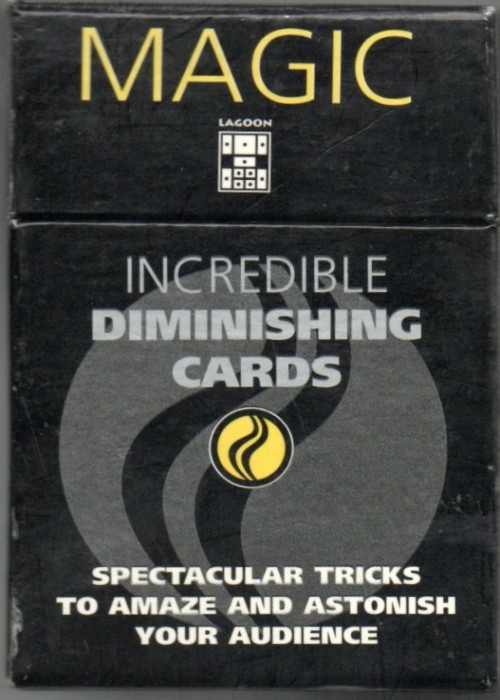 MAGIC
LAGOON
INCREDIBLE
DIMINISHING
CARDS
SPECTACULAR TRICKS
TO AMAZE AND ASTONISH
YOUR AUDIENCE